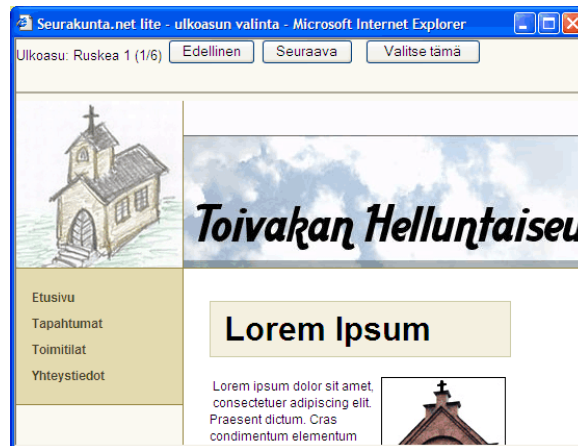 Seurakunta.net lite - ulkoasun valinta - Microsoft Internet Explorer
Ulkoasu: Ruskea 1 (1/6) Edellinen Seuraava Valitse tämä
Toivakan Helluntaiseu
Etusivu
Tapahtumat
Toimitilat
Yhteystiedot
Lorem Ipsum
Lorem ipsum dolor sit amet,
consectetuer adipiscing elit.
Praesent dictum. Cras
condimentum elementum